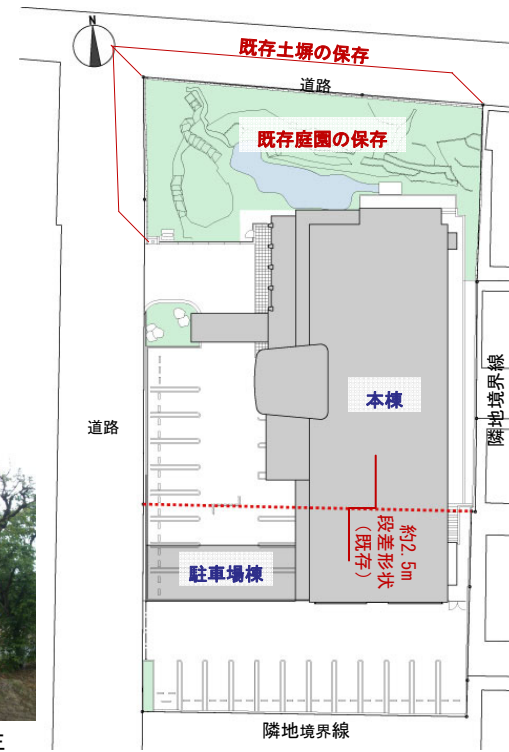 N
既存土塀の保存
道路
既存庭園の保存
本棟
隣地境界線
道路
約2.5m
段差形状
(既存)
駐車場棟
隣地境界線